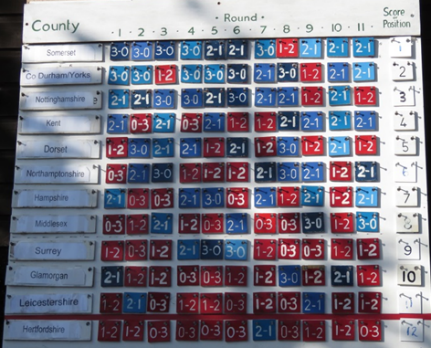 County
· Round ·
Score
Position
· 1 · 2 · 3 · 4 · 5 · 6 · 7 · 8 · 9 · 10 · 11 ·
Somerset 3-0 3-0 3-0 3-0 2-1 2-1 3-0 1-2 2-1 2-1 2-1 1
Co Durham/Yorks 3-0 3-0 1-2 3-0 3-0 3-0 2-1 3-0 1-2 2-1 1-2 2
Nottinghamshire 2-1 2-1 3-0 3-0 2-1 3-0 2-1 2-1 1-2 2-1 1-2 3
Kent 2-1 0-3 2-1 0-3 2-1 1-2 1-2 2-1 2-1 2-1 2-1 4
Dorset 1-2 3-0 2-1 2-1 1-2 2-1 1-2 3-0 2-1 1-2 1-2 5
Northamptonshire 0-3 2-1 3-0 1-2 1-2 1-2 2-1 3-0 2-1 1-2 1-2
Hampshire 2-1 0-3 0-3 2-1 3-0 0-3 2-1 1-2 2-1 1-2 2-1 7
Middlesex 0-3 1-2 0-3 2-1 1-2 2-1 0-3 0-3 3-0 1-2 3-0 8
Surrey 1-2 0-3 1-2 2-1 3-0 3-0 1-2 0-3 0-3 1-2 1-2 9
Glamorgan 2-1 1-2 1-2 0-3 0-3 1-2 1-2 3-0 1-2 2-1 1-2 10
Leicestershire 1-2 2-1 0-3 1-2 1-2 0-3 1-2 0-3 2-1 1-2 2-1
Hertfordshire 1-2 1-2 0-3 0-3 0-3 0-3 2-1 0-3 1-2 1-2 0-3 12